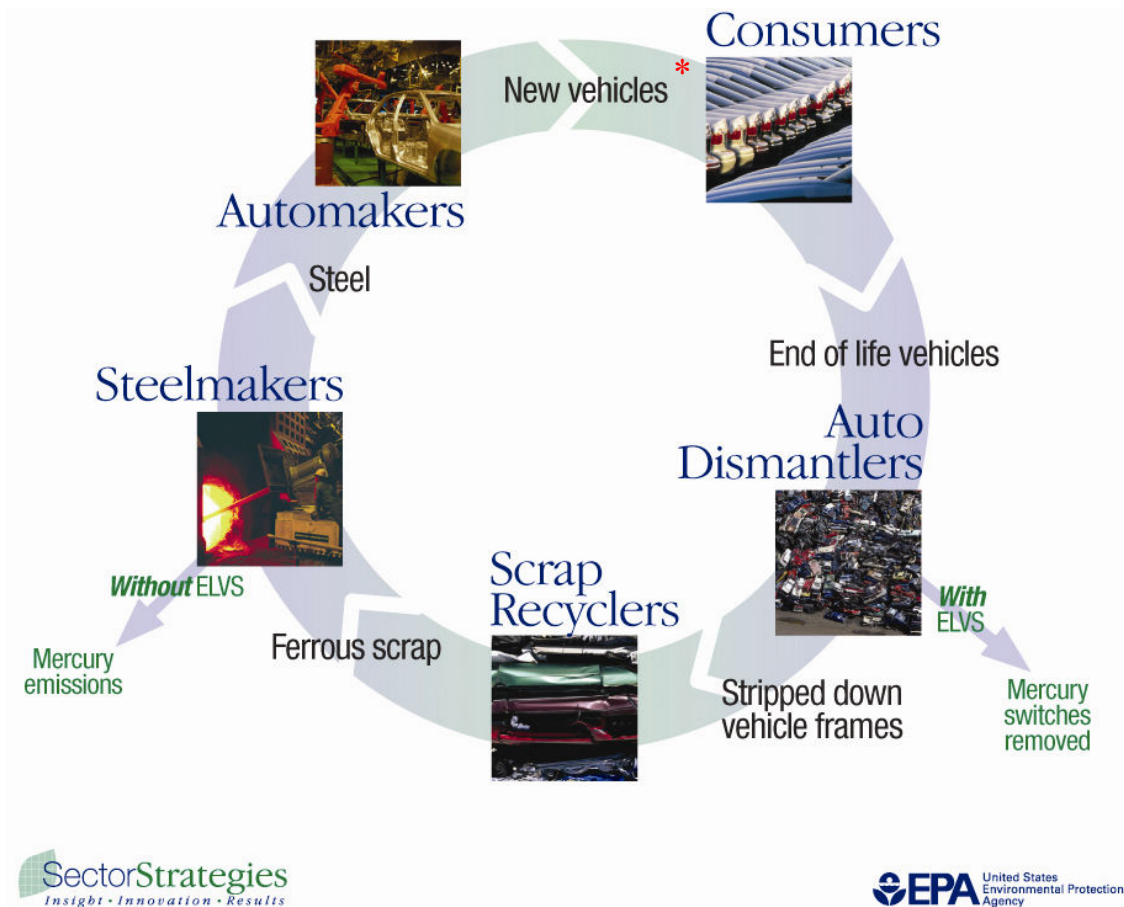 Consumers
New vehicles *
Automakers
Steel
End of life vehicles
Steelmakers
Auto
Dismantlers
Without ELVS
Scrap
Recyclers
With
ELVS
Ferrous scrap
Mercury
emissions
Stripped down
vehicle frames
Mercury
switches
removed
SectorStrategies
Insight · Innovation · Results
EPA
United States
Environmental Protection
Agency